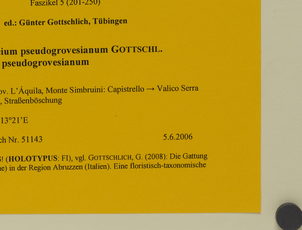 Faszikel 5 (201-250)
ed.: Günter Gottschlich, Tübingen
cium pseudogrovesianum GOTTSCHL.
pseudogrovesianum
ov. L'Àquila, Monte Simbruini: Capistrello → Valico Serra
, Straßenböschung
13°21´E
ch Nr. 51143 5.6.2006
! (HOLOTYPUS: FI), vgl. GOTTSCHLICH, G. (2008): Die Gattung
) in der Region Abruzzen (Italien). Eine floristisch-taxonomische